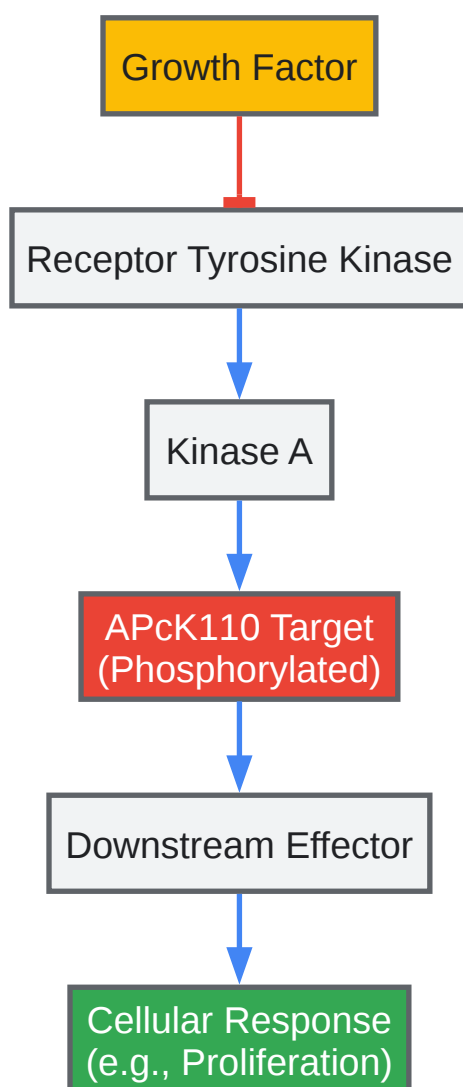 Growth Factor
Receptor Tyrosine Kinase
Kinase A
APcK110 Target
(Phosphorylated)
Downstream Effector
Cellular Response
(e.g., Proliferation)